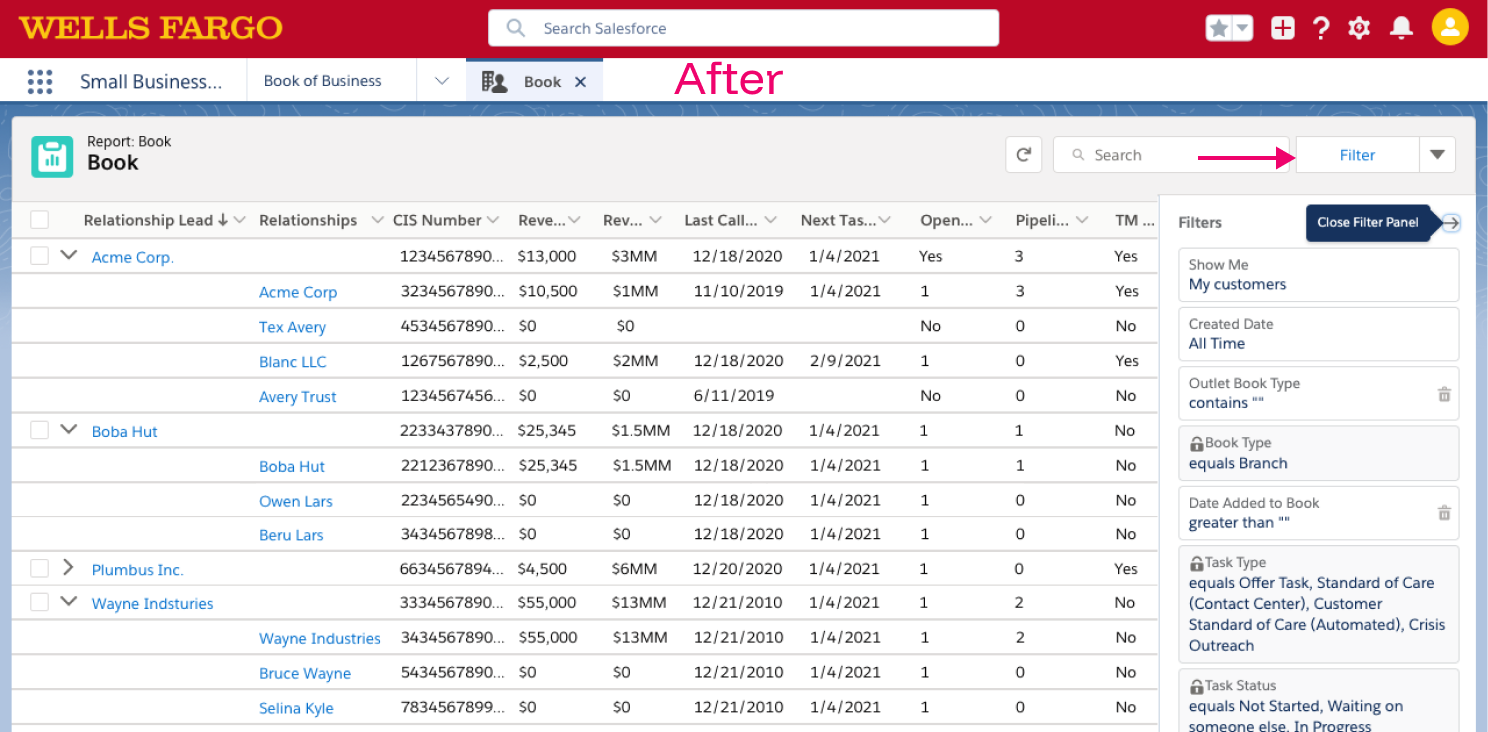 WELLS FARGO
Search Salesforce
Small Business...
Book of Business
Book
After
Report: Book
Book
Search
Filter
Relationship Lead Relationships CIS Number Reve... Rev... Last Call... Next Tas... Open... Pipeli... TM ...
Acme Corp. 1234567890... $13,000 $3MM 12/18/2020 1/4/2021 Yes 3 Yes
Acme Corp 3234567890... $10,500 $1MM 11/10/2019 1/4/2021 1 3 Yes
Tex Avery 4534567890... $0 $0 No 0 No
Blanc LLC 1267567890... $2,500 $2MM 12/18/2020 2/9/2021 1 0 Yes
Avery Trust 1234567456... $0 $0 6/11/2019 No 0 No
Boba Hut 2233437890... $25,345 $1.5MM 12/18/2020 1/4/2021 1 1 No
Boba Hut 2212367890... $25,345 $1.5MM 12/18/2020 1/4/2021 1 1 No
Owen Lars 2234565490... $0 $0 12/18/2020 1/4/2021 1 0 No
Beru Lars 3434567898... $0 $0 12/18/2020 1/4/2021 1 0 No
Plumbus Inc. 6634567894... $4,500 $6MM 12/20/2020 1/4/2021 1 0 Yes
Wayne Indsturies 3334567890... $55,000 $13MM 12/21/2010 1/4/2021 1 2 No
Wayne Industries 3434567890... $55,000 $13MM 12/21/2010 1/4/2021 1 2 No
Bruce Wayne 5434567890... $0 $0 12/21/2010 1/4/2021 1 0 No
Selina Kyle 7834567899... $0 $0 12/21/2010 1/4/2021 1 0 No
Filters
Close Filter Panel
Show Me
My customers
Created Date
All Time
Outlet Book Type
contains ""
Book Type
equals Branch
Date Added to Book
greater than ""
Task Type
equals Offer Task, Standard of Care
(Contact Center), Customer
Standard of Care (Automated), Crisis
Outreach
Task Status
equals Not Started, Waiting on
someone else, In Progress